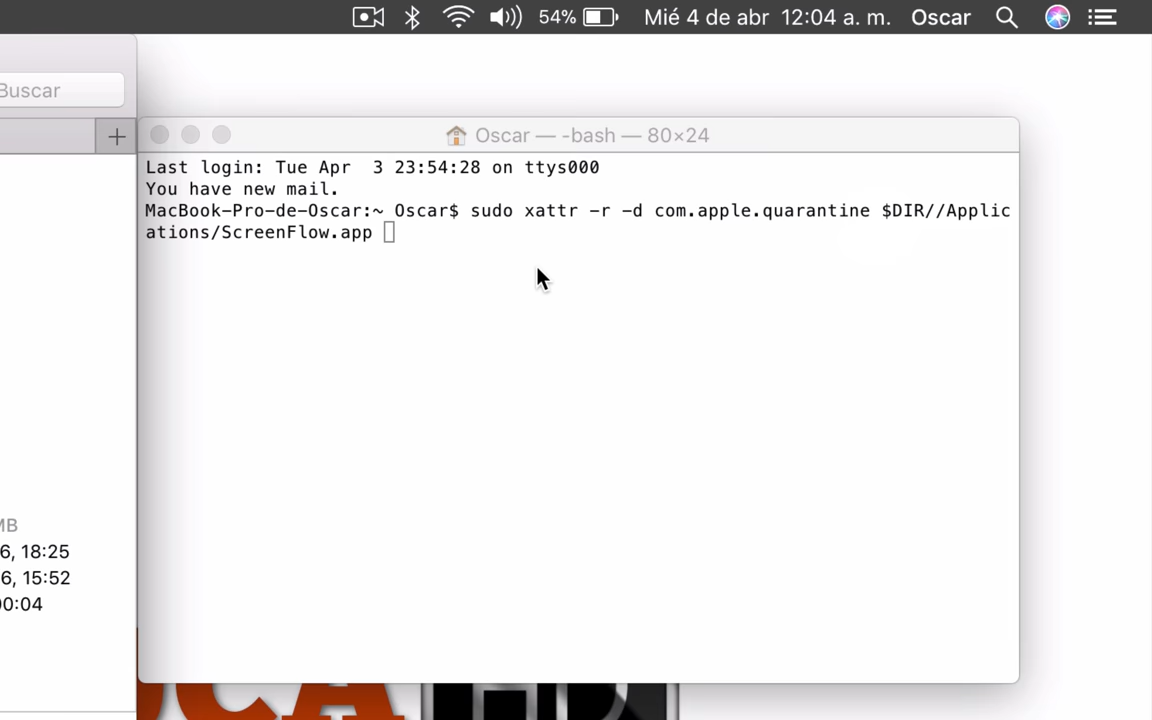 54% Mié 4 de abr 12:04 a. m. Oscar
Buscar
Oscar — -bash — 80×24
Last login: Tue Apr  3 23:54:28 on ttys000
You have new mail.
MacBook-Pro-de-Oscar:~ Oscar$ sudo xattr -r -d com.apple.quarantine $DIR//Applic
ations/ScreenFlow.app
MB
6, 18:25
6, 15:52
00:04
HD